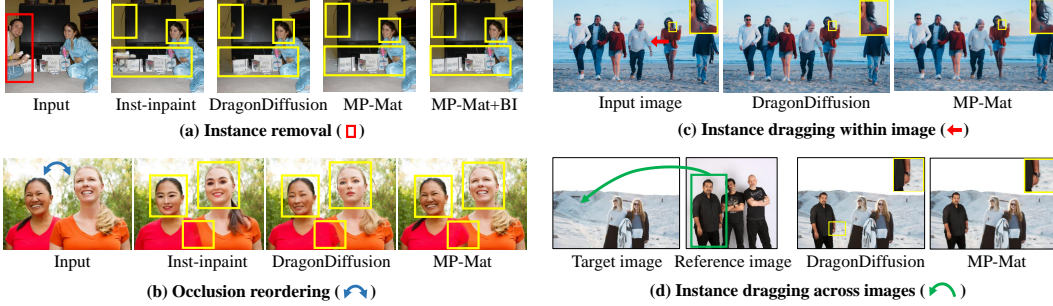 Input Inst-inpaint DragonDiffusion MP-Mat MP-Mat+BI
(a) Instance removal ( )
Input Inst-inpaint DragonDiffusion MP-Mat
(b) Occlusion reordering ( )
Input image DragonDiffusion MP-Mat
(c) Instance dragging within image ( )
Target image Reference image DragonDiffusion MP-Mat
(d) Instance dragging across images ( )